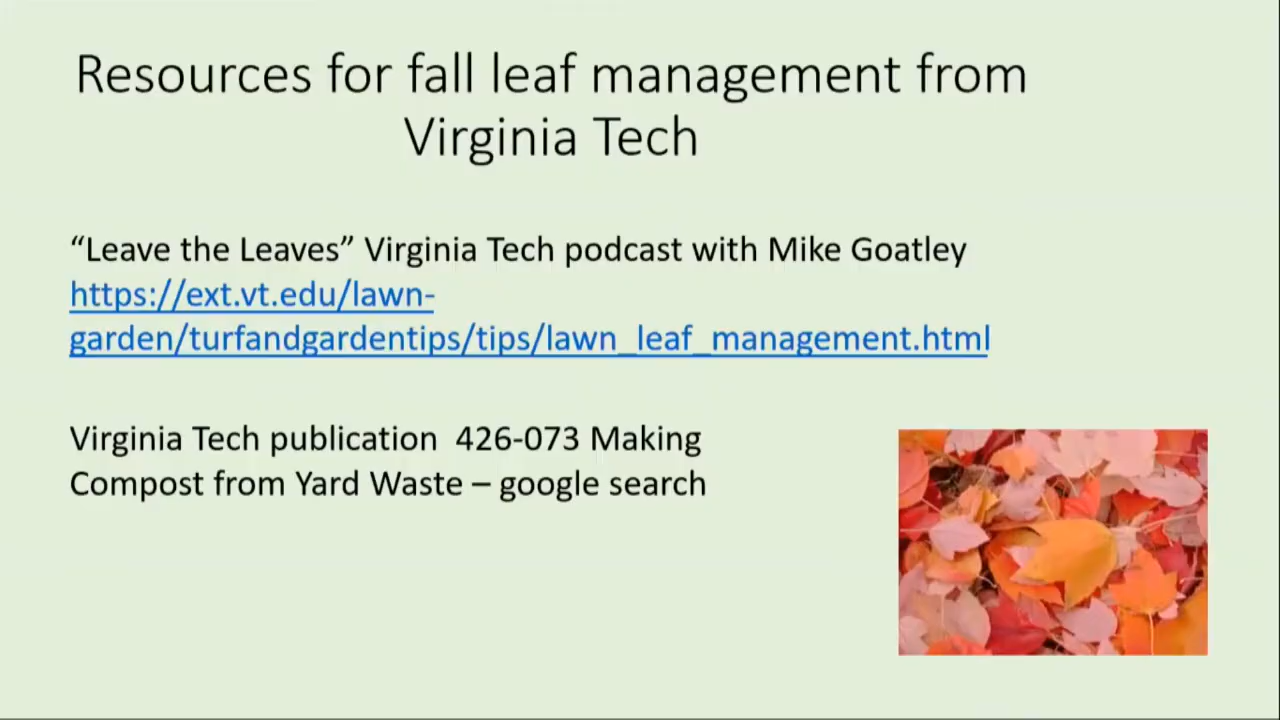 Resources for fall leaf management from
Virginia Tech
“Leave the Leaves” Virginia Tech podcast with Mike Goatley
https://ext.vt.edu/lawn-
garden/turfandgardentips/tips/lawn_leaf_management.html
Virginia Tech publication  426-073 Making
Compost from Yard Waste – google search